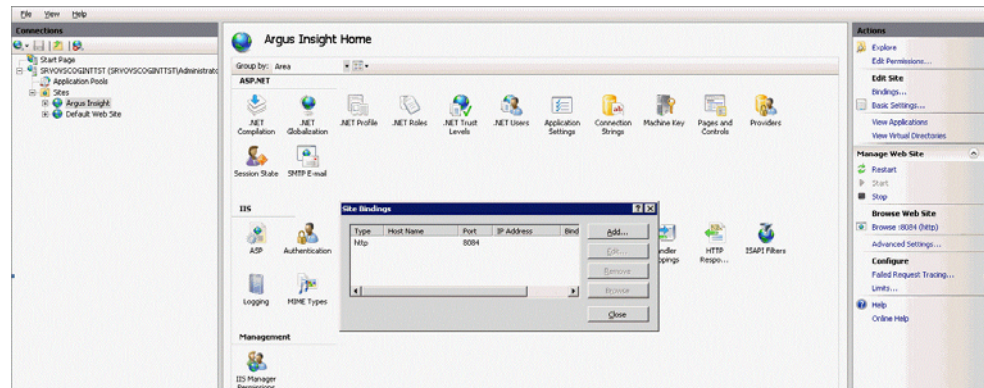 File View Help
Connections
Start Page
Application Pools
Sites
Argus Insight
Default Web Site
Argus Insight Home
Group by: Area
ASP.NET
.NET Compilation
.NET Globalization
.NET Profile
.NET Roles
.NET Trust Levels
.NET Users
Application Settings
Connection Strings
Machine Key
Pages and Controls
Providers
Session State
SMTP E-mail
IIS
Site Bindings
Type Host Name Port IP Address Bind
http 8084
Add...
Edit...
Remove
Browse
Close
ASP
Authentication
ndler
ppings
HTTP Respo...
ISAPI Filters
Logging
MIME Types
Management
IIS Manager
Permissions
Actions
Explore
Edit Permissions...
Edit Site
Bindings...
Basic Settings...
View Applications
View Virtual Directories
Manage Web Site
Restart
Start
Stop
Browse Web Site
Browse :8084 (http)
Advanced Settings...
Configure
Failed Request Tracing...
Limits...
Help
Online Help